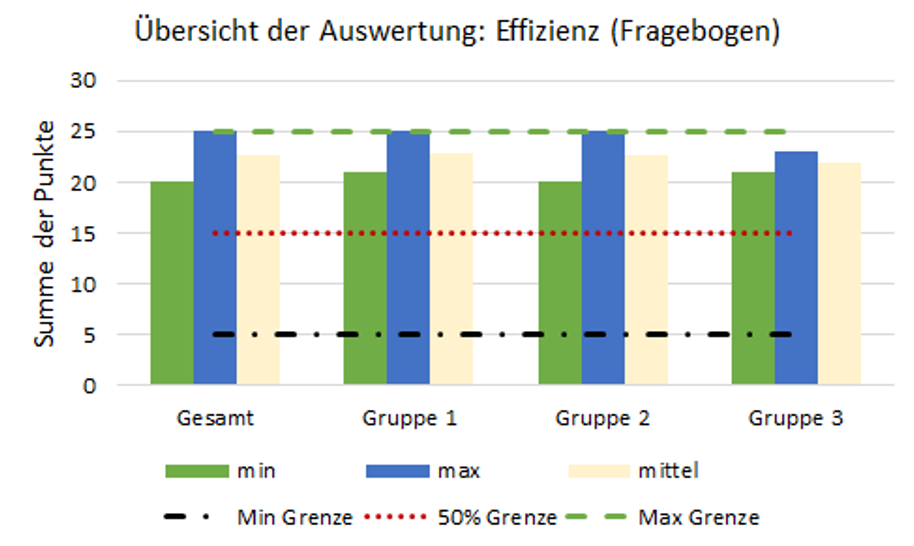 Übersicht der Auswertung: Effizienz (Fragebogen)
Summe der Punkte
30
25
20
15
10
5
0
Gesamt Gruppe 1 Gruppe 2 Gruppe 3
min max mittel
Min Grenze 50% Grenze Max Grenze